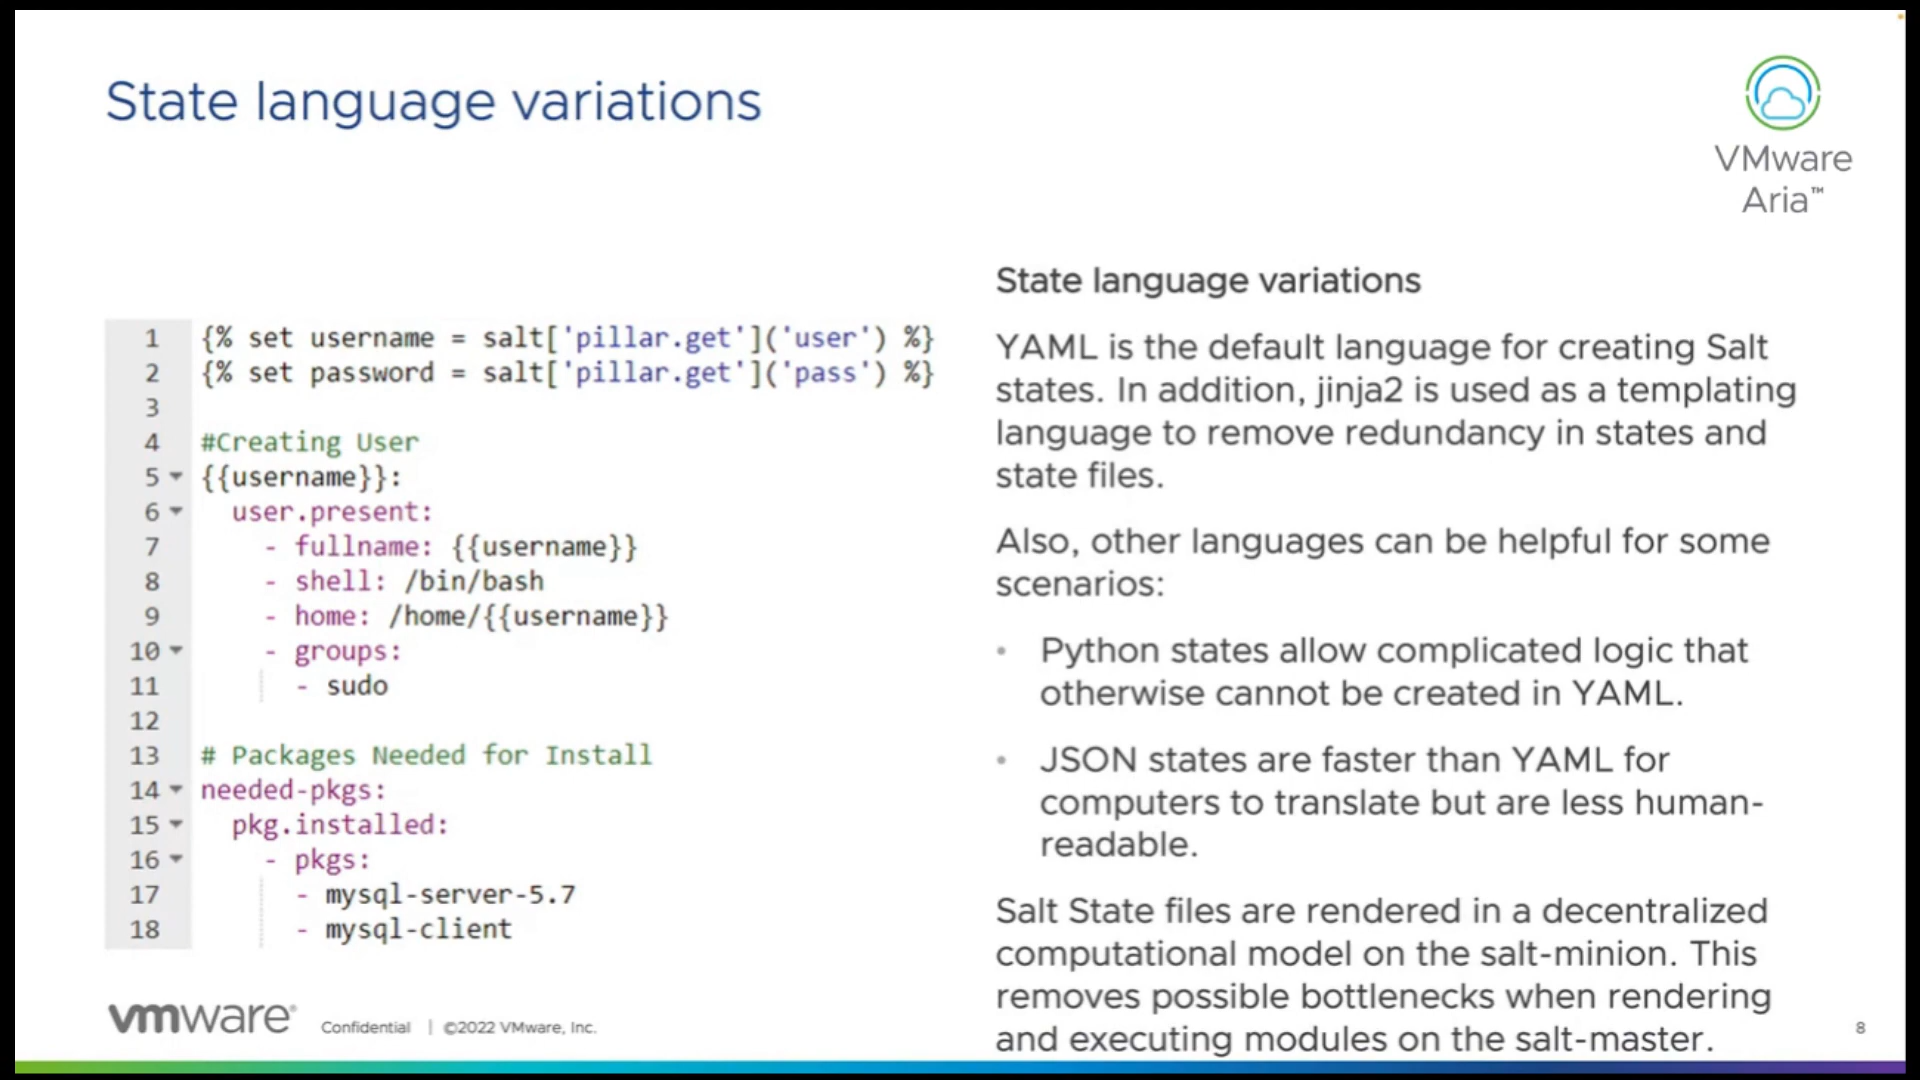 State language variations
VMware
Aria™
1 {% set username = salt['pillar.get']('user') %}
2 {% set password = salt['pillar.get']('pass') %}
3
4 #Creating User
5 {{username}}:
6   user.present:
7     - fullname: {{username}}
8     - shell: /bin/bash
9     - home: /home/{{username}}
10     - groups:
11       - sudo
12
13 # Packages Needed for Install
14 needed-pkgs:
15   pkg.installed:
16     - pkgs:
17       - mysql-server-5.7
18       - mysql-client
State language variations
YAML is the default language for creating Salt
states. In addition, jinja2 is used as a templating
language to remove redundancy in states and
state files.
Also, other languages can be helpful for some
scenarios:
• Python states allow complicated logic that
otherwise cannot be created in YAML.
• JSON states are faster than YAML for
computers to translate but are less human-
readable.
Salt State files are rendered in a decentralized
computational model on the salt-minion. This
removes possible bottlenecks when rendering
and executing modules on the salt-master.
vmware® Confidential | ©2022 VMware, Inc.
8